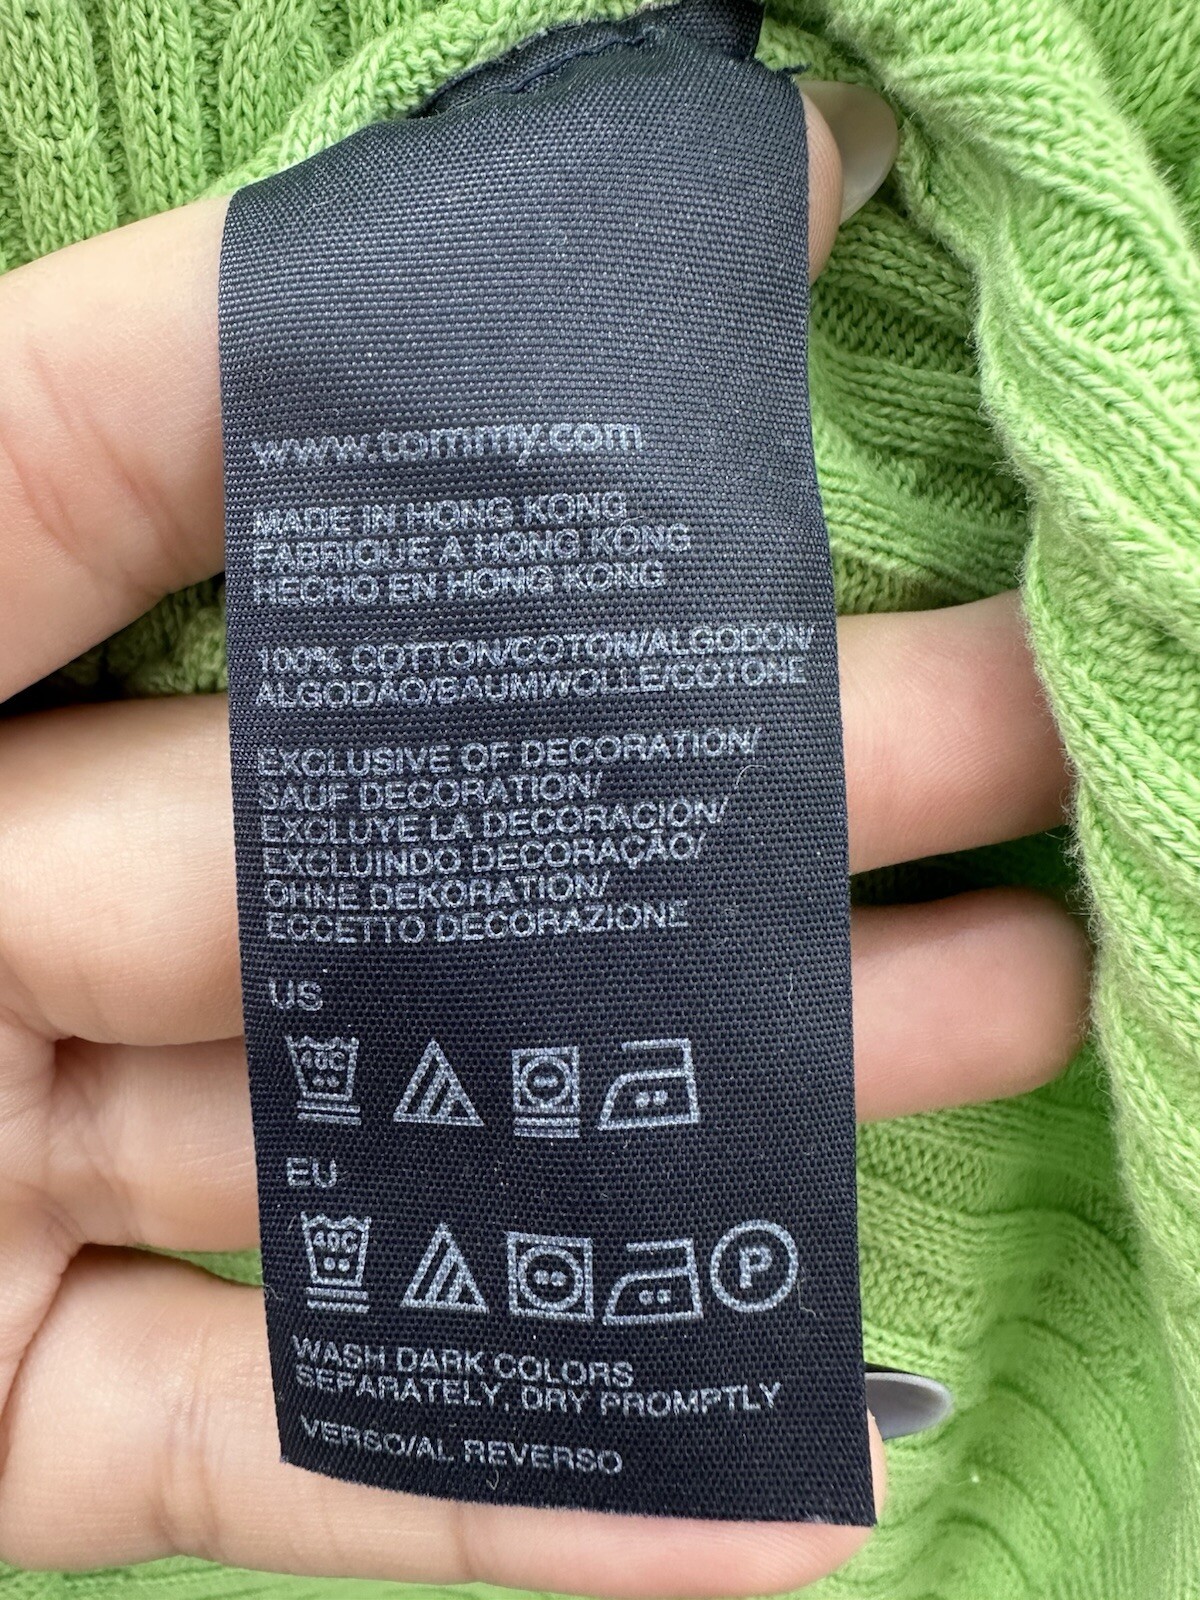 www.tommy.com
MADE IN HONG KONG
FABRIQUE A HONG KONG
HECHO EN HONG KONG
100% COTTON/COTON/ALGODON/
ALGODAO/BAUMWOLLE/COTONE
EXCLUSIVE OF DECORATION/
SAUF DECORATION/
EXCLUYE LA DECORACION/
EXCLUINDO DECORAÇÃO/
OHNE DEKORATION/
ECCETTO DECORAZIONE
US
40C
EU
40C
P
WASH DARK COLORS
SEPARATELY, DRY PROMPTLY
VERSO/AL REVERSO